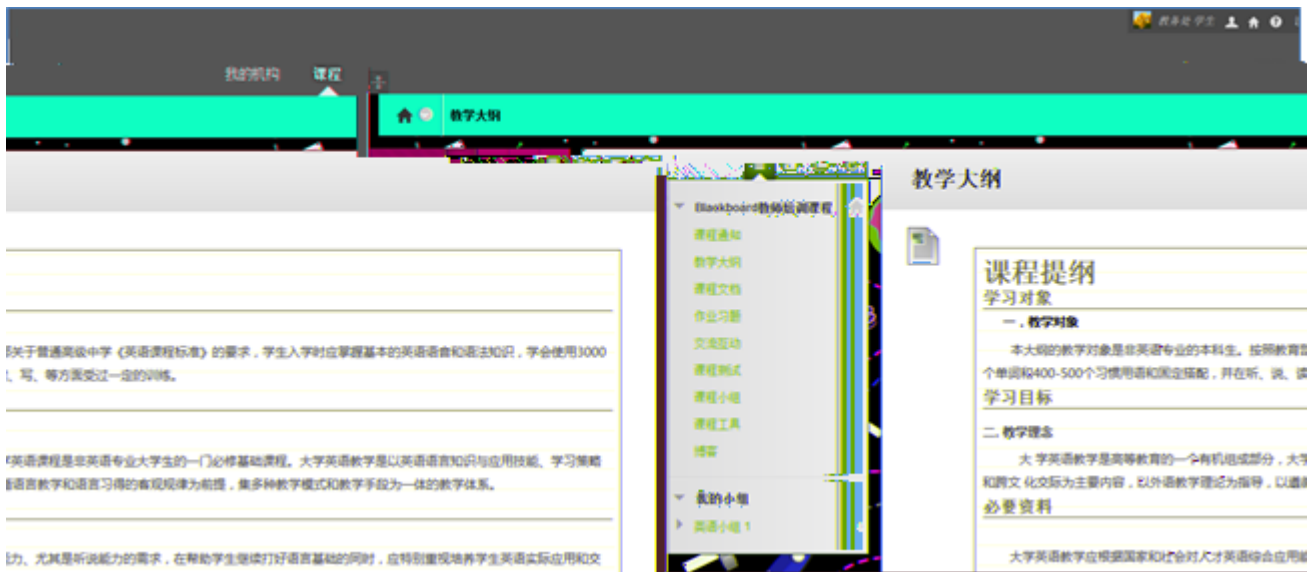 教务处 学生
我的机构 课程
教学大纲
教学大纲
Blackboard教师培训课程
课程通知
教学大纲
课程文档
作业习题
交流互动
课程测试
课程小组
课程工具
博客
我的小组
英语小组 1
课程提纲
学习对象
一．教学对象
本大纲的教学对象是非英语专业的本科生。按照教育部
关于普通高级中学《英语课程标准》的要求，学生入学时应掌握基本的英语语音和语法知识，学会使用3000
个单词和400-500个习惯用语和固定搭配，并在听、说、读
、写、等方面受过一定的训练。
学习目标
二. 教学理念
大 学英语教学是高等教育的一个有机组成部分，大学
英语课程是非英语专业大学生的一门必修基础课程。大学英语教学是以英语语言知识与应用技能、学习策略
和跨文 化交际为主要内容，以外语教学理论为指导，以遵
语言教学和语言习得的客观规律为前提，集多种教学模式和教学手段为一体的教学体系。
必要资料
大学英语教学应根据国家和社会对人才英语综合应用能
力、尤其是听说能力的需求，在帮助学生继续打好语言基础的同时，应特别重视培养学生英语实际应用和交